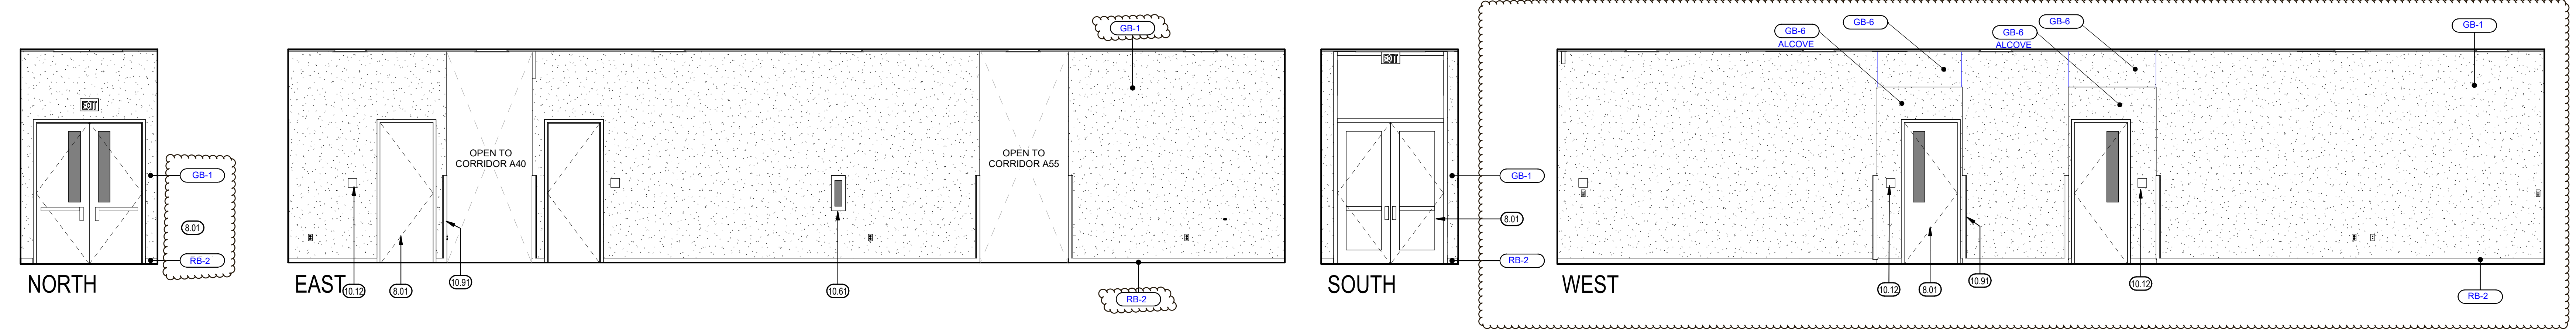 EXIT
GB-1
8.01
RB-2
NORTH
GB-1
OPEN TO
CORRIDOR A40
OPEN TO
CORRIDOR A55
EAST
10.12
8.01
10.91
10.61
RB-2
EXIT
GB-1
8.01
RB-2
SOUTH
GB-6
ALCOVE
GB-6
GB-6
ALCOVE
GB-6
GB-1
WEST
10.12
8.01
10.91
10.12
RB-2